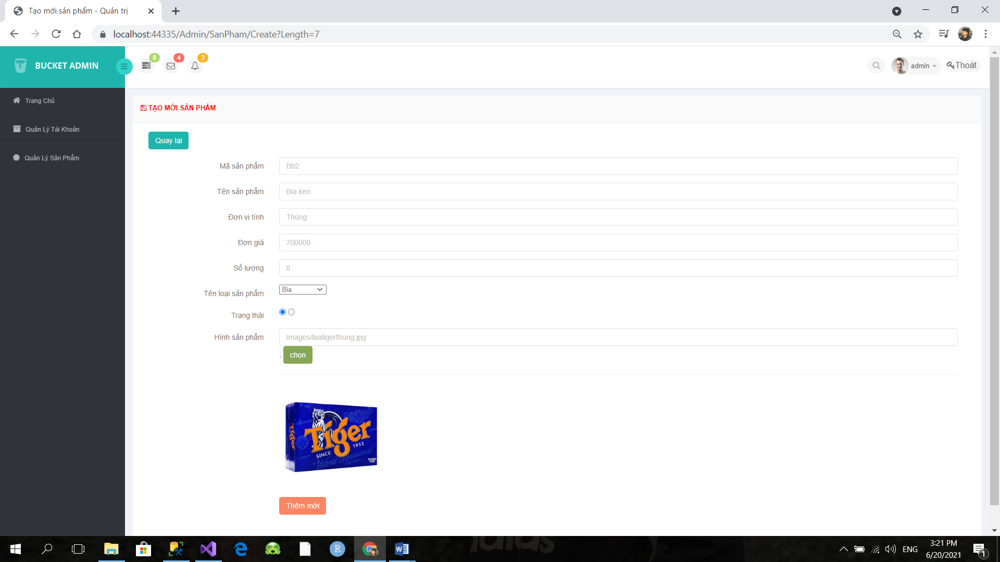 Tạo mới sản phẩm - Quản trị
localhost:44335/Admin/SanPham/Create?Length=7
BUCKET ADMIN
8
4
3
admin
Thoát
Trang Chủ
Quản Lý Tài Khoản
Quản Lý Sản Phẩm
TẠO MỚI SẢN PHẨM
Quay lại
Mã sản phẩm
Bb2
Tên sản phẩm
Bia ken
Đơn vị tính
Thùng
Đơn giá
700000
Số lượng
8
Tên loại sản phẩm
Bia
Trạng thái
Hình sản phẩm
Images/biatigerthung.jpg
; chọn
Tiger
Tiger
SINCE 1932
World Acclaimed
Thêm mới
R
W
ENG
3:21 PM
6/20/2021
1